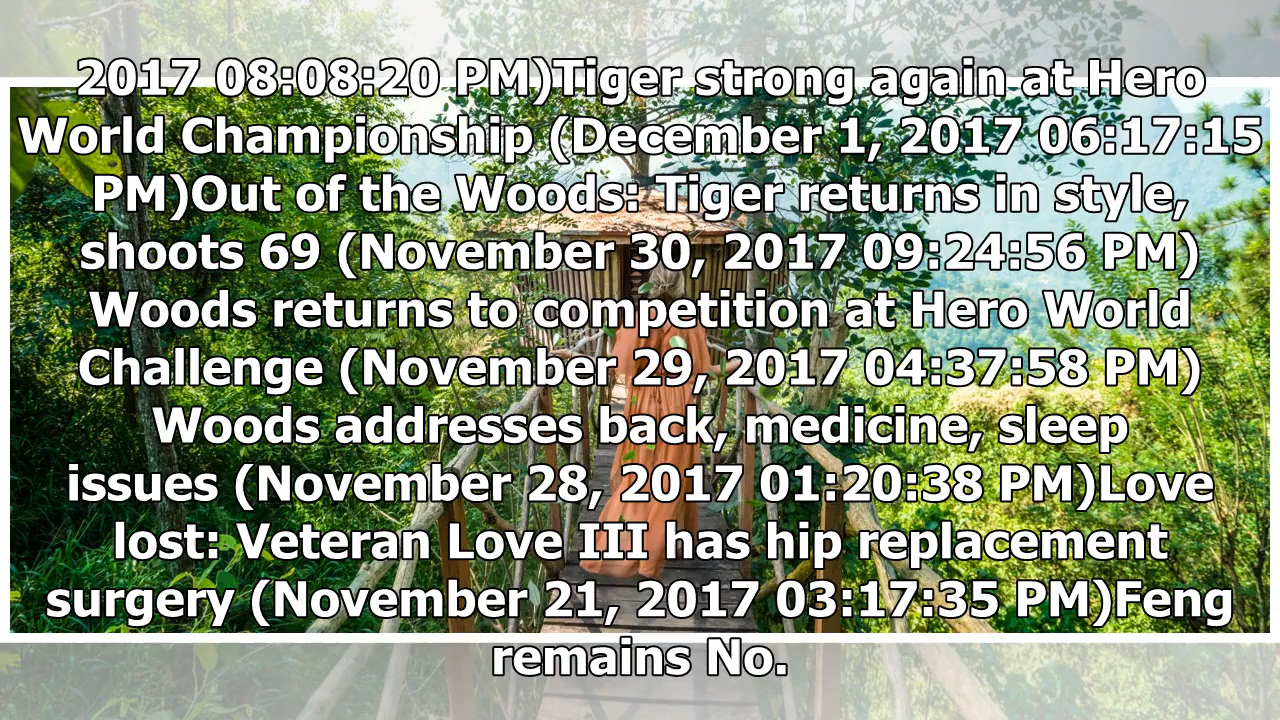 2017 08:08:20 PM)Tiger strong again at Hero
World Championship (December 1, 2017 06:17:15
PM)Out of the Woods: Tiger returns in style,
shoots 69 (November 30, 2017 09:24:56 PM)
Woods returns to competition at Hero World
Challenge (November 29, 2017 04:37:58 PM)
Woods addresses back, medicine, sleep
issues (November 28, 2017 01:20:38 PM)Love
lost: Veteran Love III has hip replacement
surgery (November 21, 2017 03:17:35 PM)Feng
remains No.